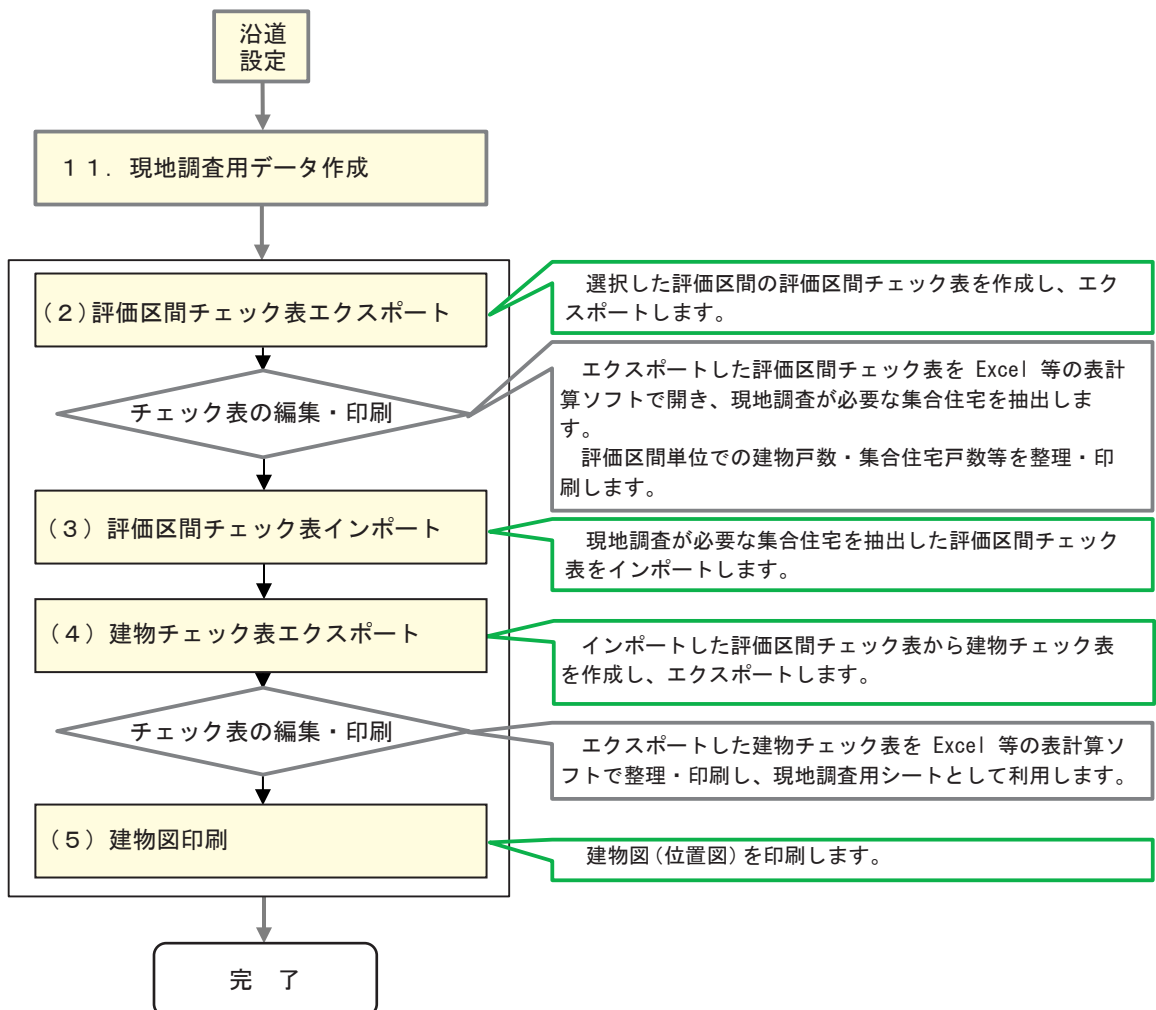 沿道
設定
１１．現地調査用データ作成
（２）評価区間チェック表エクスポート
選択した評価区間の評価区間チェック表を作成し、エク
スポートします。
チェック表の編集・印刷
エクスポートした評価区間チェック表を Excel 等の表計
算ソフトで開き、現地調査が必要な集合住宅を抽出しま
す。
評価区間単位での建物戸数・集合住宅戸数等を整理・印
刷します。
（３）評価区間チェック表インポート
現地調査が必要な集合住宅を抽出した評価区間チェック
表をインポートします。
（４）建物チェック表エクスポート
インポートした評価区間チェック表から建物チェック表
を作成し、エクスポートします。
チェック表の編集・印刷
エクスポートした建物チェック表を Excel 等の表計算ソ
フトで整理・印刷し、現地調査用シートとして利用します。
（５）建物図印刷
建物図(位置図)を印刷します。
完　了